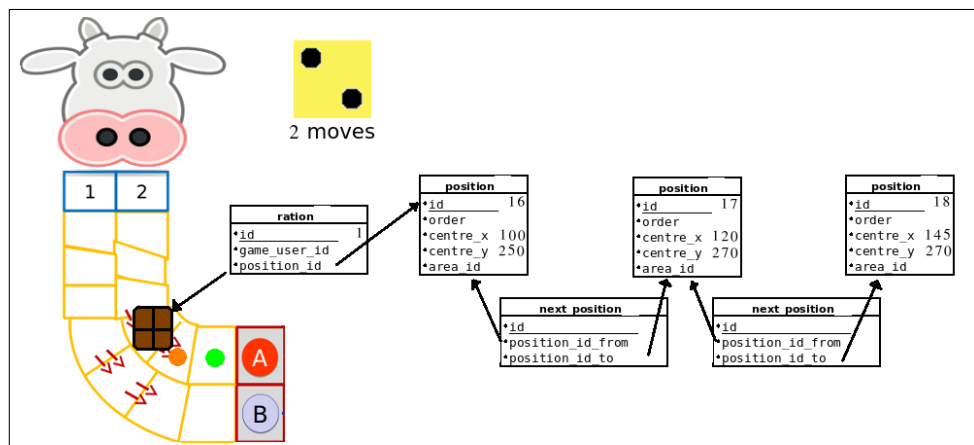 2 moves
1 2
ration
id 1
game_user_id
position_id
position
id 16
order
centre_x 100
centre_y 250
area_id
position
id 17
order
centre_x 120
centre_y 270
area_id
position
id 18
order
centre_x 145
centre_y 270
area_id
next position
id
position_id_from
position_id_to
next position
id
position_id_from
position_id_to
A
B